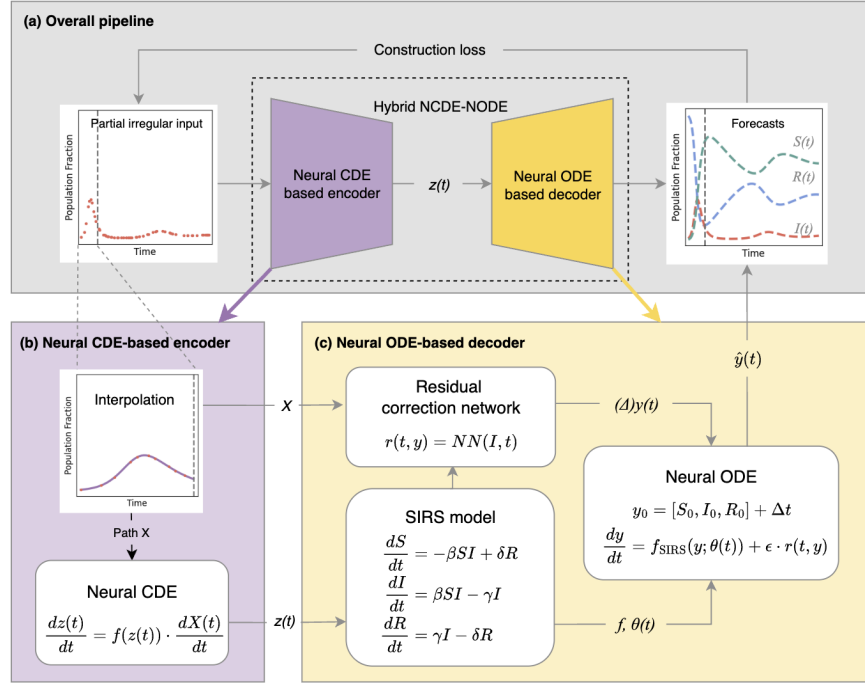 (a) Overall pipeline
Construction loss
Hybrid NCDE-NODE
Partial irregular input
Population Fraction
Time
Neural CDE
based encoder
z(t)
Neural ODE
based decoder
Forecasts
S(t)
R(t)
I(t)
Population Fraction
Time
(b) Neural CDE-based encoder
Interpolation
Population Fraction
Time
Path X
Neural CDE
dz(t)/dt = f(z(t)) · dX(t)/dt
X
z(t)
(c) Neural ODE-based decoder
Residual
correction network
r(t, y) = NN(I, t)
SIRS model
dS/dt = −βSI + δR
dI/dt = βSI − γI
dR/dt = γI − δR
(Δ)y(t)
f, θ(t)
ŷ(t)
Neural ODE
y₀ = [S₀, I₀, R₀] + Δt
dy/dt = f_SIRS(y; θ(t)) + ϵ · r(t, y)